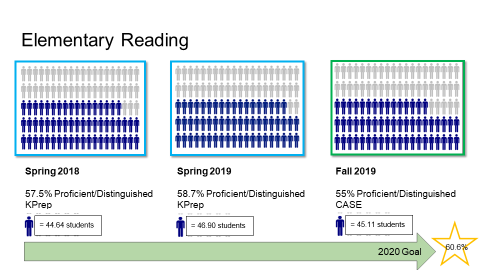 Elementary Reading
Spring 2018
57.5% Proficient/Distinguished
KPrep
= 44.64 students
Spring 2019
58.7% Proficient/Distinguished
KPrep
= 46.90 students
Fall 2019
55% Proficient/Distinguished
CASE
= 45.11 students
2020 Goal
60.6%